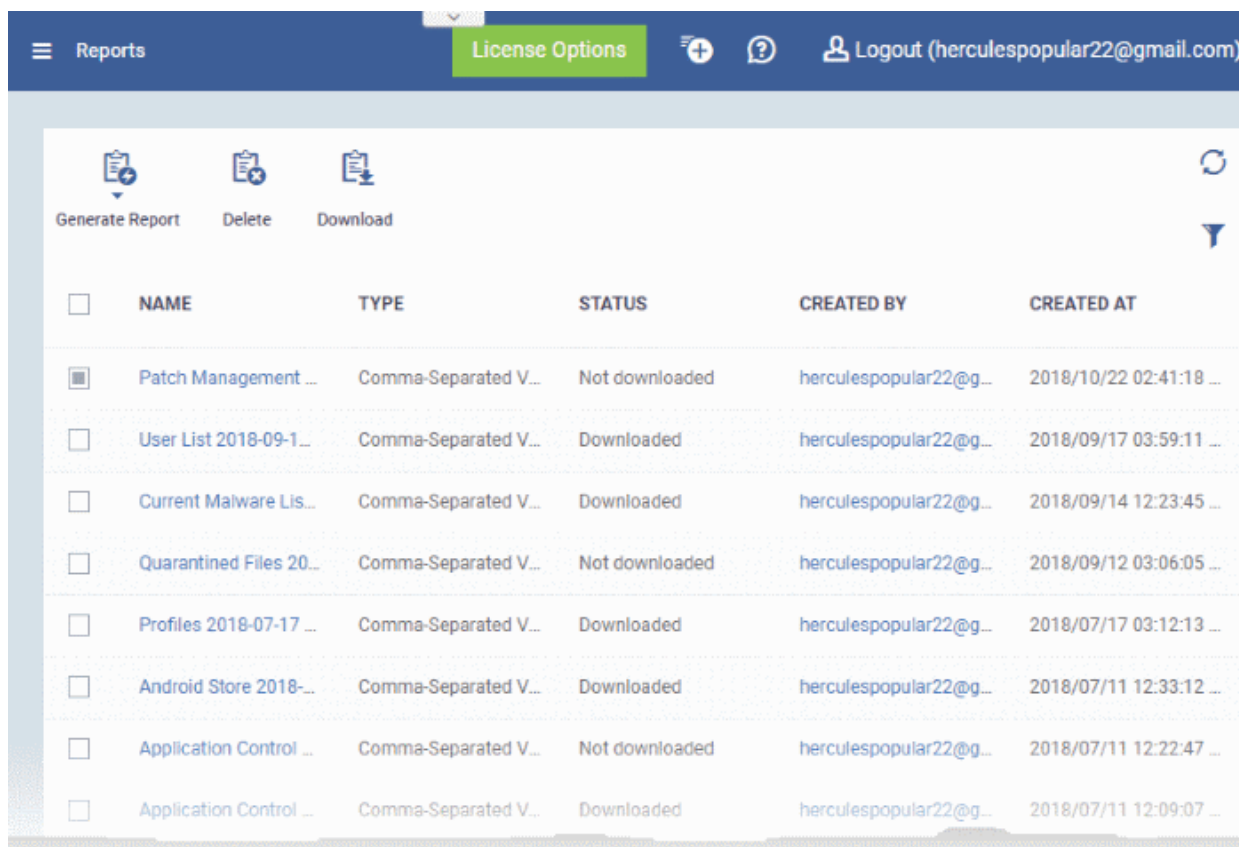 Reports License Options Logout (herculespopular22@gmail.com)
Generate Report Delete Download
NAME TYPE STATUS CREATED BY CREATED AT
Patch Management ... Comma-Separated V... Not downloaded herculespopular22@g... 2018/10/22 02:41:18 ...
User List 2018-09-1... Comma-Separated V... Downloaded herculespopular22@g... 2018/09/17 03:59:11 ...
Current Malware Lis... Comma-Separated V... Downloaded herculespopular22@g... 2018/09/14 12:23:45 ...
Quarantined Files 20... Comma-Separated V... Not downloaded herculespopular22@g... 2018/09/12 03:06:05 ...
Profiles 2018-07-17 ... Comma-Separated V... Downloaded herculespopular22@g... 2018/07/17 03:12:13 ...
Android Store 2018-... Comma-Separated V... Downloaded herculespopular22@g... 2018/07/11 12:33:12 ...
Application Control ... Comma-Separated V... Not downloaded herculespopular22@g... 2018/07/11 12:22:47 ...
Application Control ... Comma-Separated V... Downloaded herculespopular22@g... 2018/07/11 12:09:07 ...